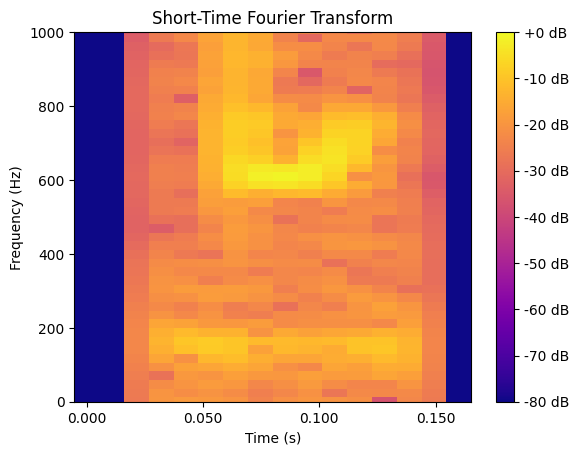 Short-Time Fourier Transform
1000
800
600
400
200
0
Frequency (Hz)
0.000
0.050
0.100
0.150
Time (s)
+0 dB
-10 dB
-20 dB
-30 dB
-40 dB
-50 dB
-60 dB
-70 dB
-80 dB